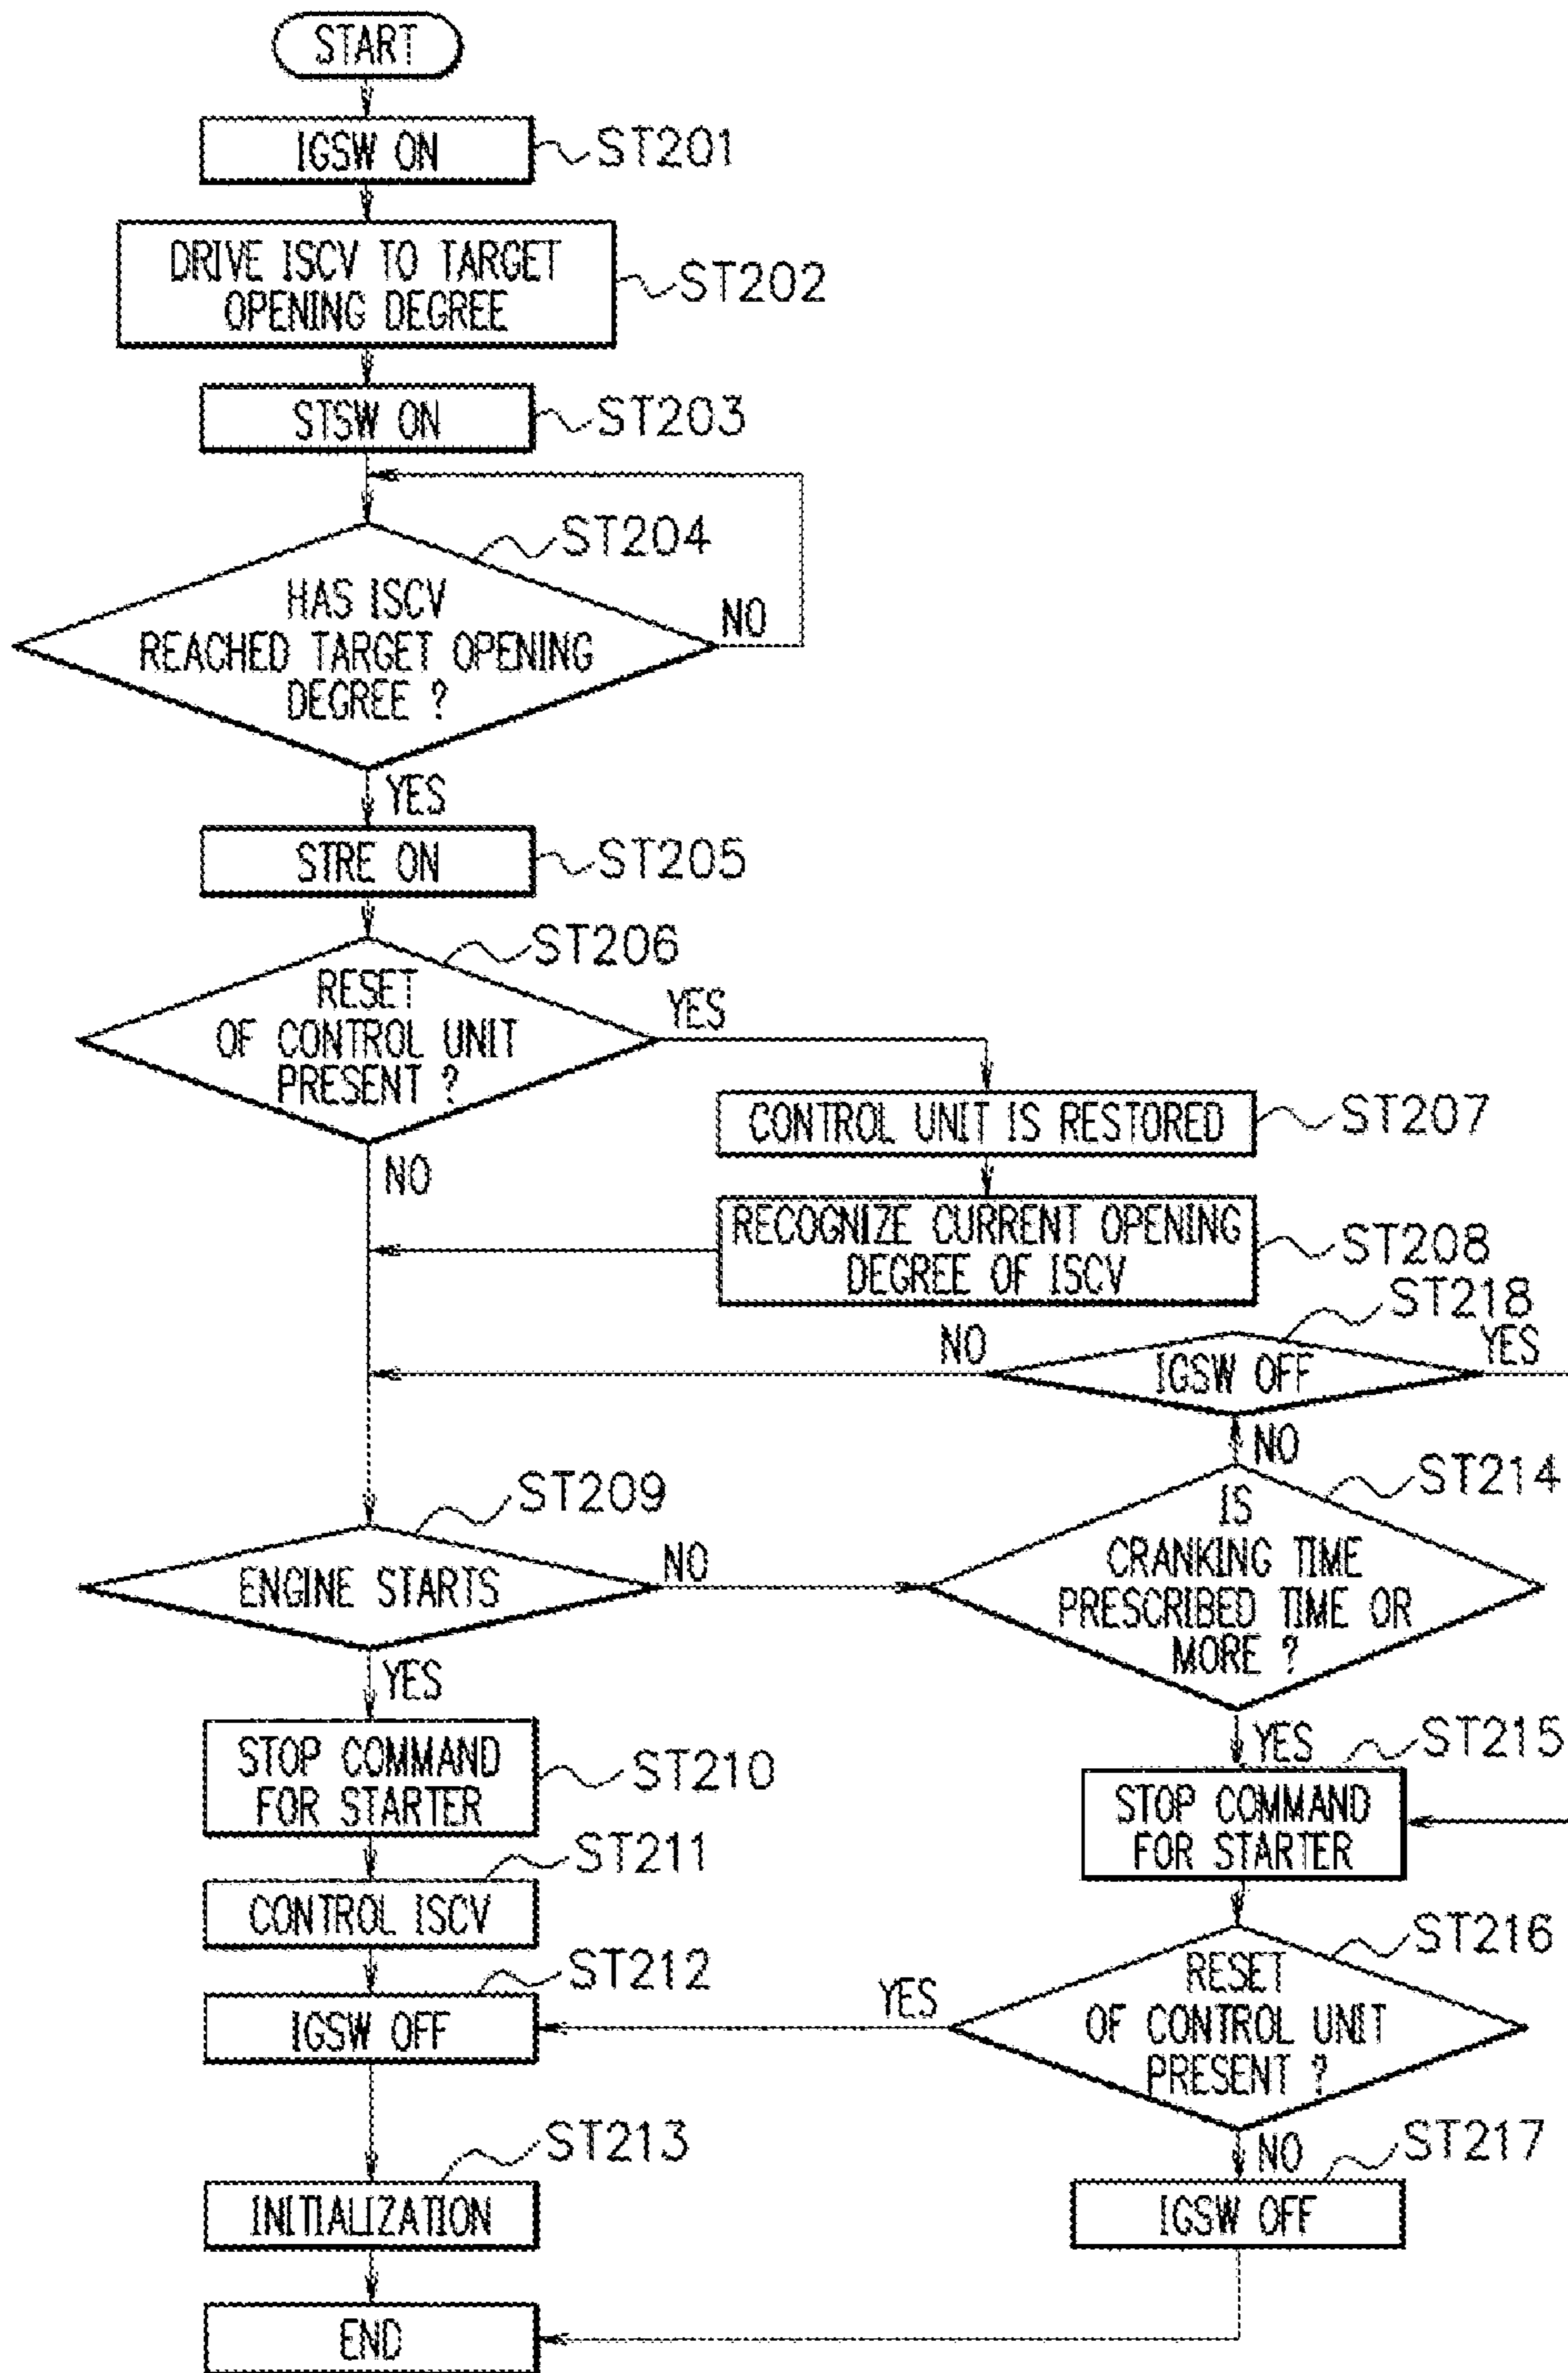 START
IGSW ON
ST201
DRIVE ISCV TO TARGET
OPENING DEGREE
ST202
STSW ON
ST203
ST204
HAS ISCV
REACHED TARGET OPENING
DEGREE ?
NO
YES
STRE ON
ST205
ST206
RESET
OF CONTROL UNIT
PRESENT ?
YES
NO
CONTROL UNIT IS RESTORED
ST207
RECOGNIZE CURRENT OPENING
DEGREE OF ISCV
ST208
ST218
NO
IGSW OFF
YES
NO
ST209
ENGINE STARTS
NO
YES
ST214
IS
CRANKING TIME
PRESCRIBED TIME OR
MORE ?
YES
STOP COMMAND
FOR STARTER
ST210
STOP COMMAND
FOR STARTER
ST215
ST211
CONTROL ISCV
ST212
IGSW OFF
YES
ST216
RESET
OF CONTROL UNIT
PRESENT ?
NO
ST213
INITIALIZATION
ST217
IGSW OFF
END